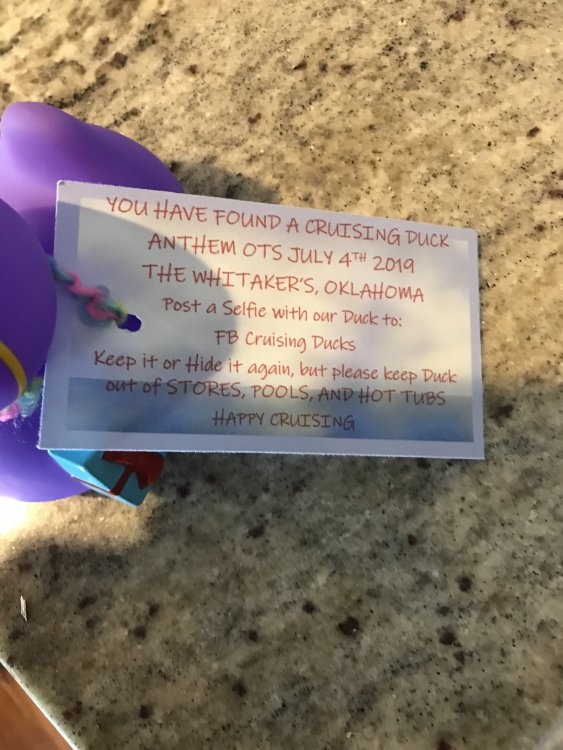 YOU HAVE FOUND A CRUISING DUCK
ANTHEM OTS JULY 4TH 2019
THE WHITAKER'S, OKLAHOMA
Post a Selfie with our Duck to:
FB Cruising Ducks
Keep it or Hide it again, but please keep Duck
out of STORES, POOLS, AND HOT TUBS
HAPPY CRUISING